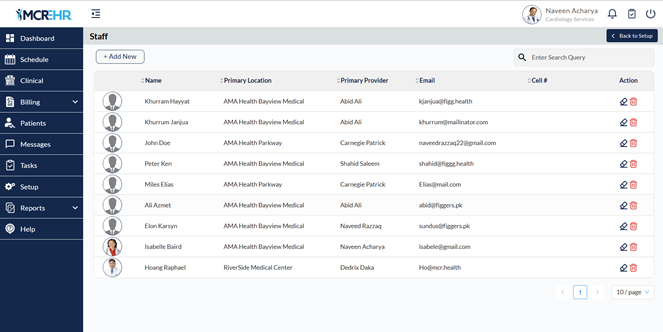 MCREHR
Naveen Acharya
Cardiology Services
Dashboard
Schedule
Clinical
Billing
Patients
Messages
Tasks
Setup
Reports
Help
Staff
Back to Setup
+ Add New
Enter Search Query
Name Primary Location Primary Provider Email Cell # Action
Khurram Hayyat AMA Health Bayview Medical Abid Ali kjanjua@figg.health
Khurrum Janjua AMA Health Bayview Medical Abid Ali khurrum@mailinator.com
John Doe AMA Health Parkway Carnegie Patrick naveedrazzaq22@gmail.com
Peter Ken AMA Health Bayview Medical Shahid Saleem shahid@figgg.health
Miles Elias AMA Health Parkway Carnegie Patrick Elias@mail.com
Ali Azmet AMA Health Bayview Medical Abid Ali abid@figgers.pk
Elon Karsyn AMA Health Bayview Medical Naveed Razzaq sundus@figgers.pk
Isabelle Baird AMA Health Bayview Medical Naveen Acharya isabele@gmail.com
Hoang Raphael RiverSide Medical Center Dedrix Daka Ho@mcr.health
1
10 / page